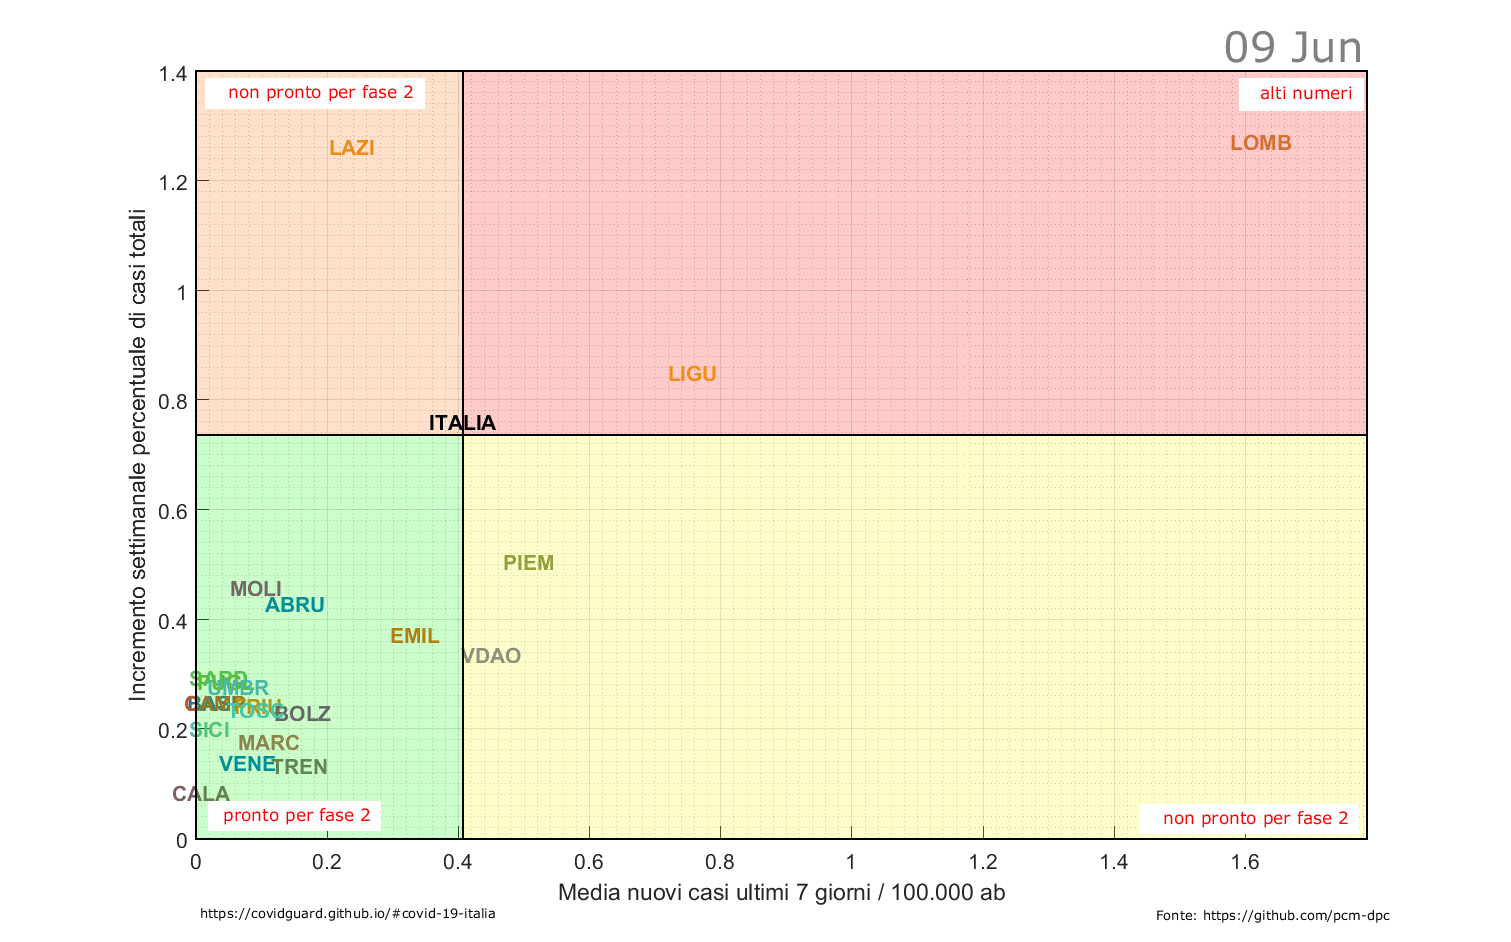 09 Jun
1.4
non pronto per fase 2
alti numeri
LAZI
LOMB
1.2
1
LIGU
0.8
ITALIA
Incremento settimanale percentuale di casi totali
0.6
PIEM
MOLI
ABRU
0.4
EMIL
VDAO
SARD
UMBR
TOSC
BOLZ
0.2
SICI
MARC
VENE
TREN
CALA
pronto per fase 2
non pronto per fase 2
0
0 0.2 0.4 0.6 0.8 1 1.2 1.4 1.6
Media nuovi casi ultimi 7 giorni / 100.000 ab
https://covidguard.github.io/#covid-19-italia
Fonte: https://github.com/pcm-dpc